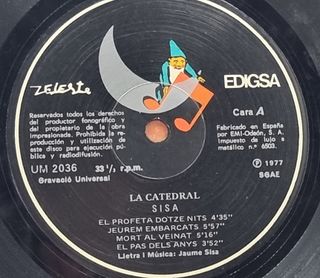 zeleste
EDIGSA
Reservados todos los derechos
del productor fonográfico y
del propietario de la obra
impresionada. Prohibida la re-
producción y utilización de
este disco para ejecución públi-
ca y radiodifusión.
Cara A
Fabricado en España
por EMI-Odeón, S. A.
Impuesto de lujo a
metálico n.º 6503.
UM 2036 33 1/3 r.p.m.
Gravació Universal
℗ 1977
SGAE
LA CATEDRAL
SISA
EL PROFETA DOTZE NITS 4'35"
JEUREM EMBARCATS 5'57"
MORT AL VEINAT 5'16"
EL PAS DELS ANYS 3'52"
Lletra i Música: Jaume Sisa